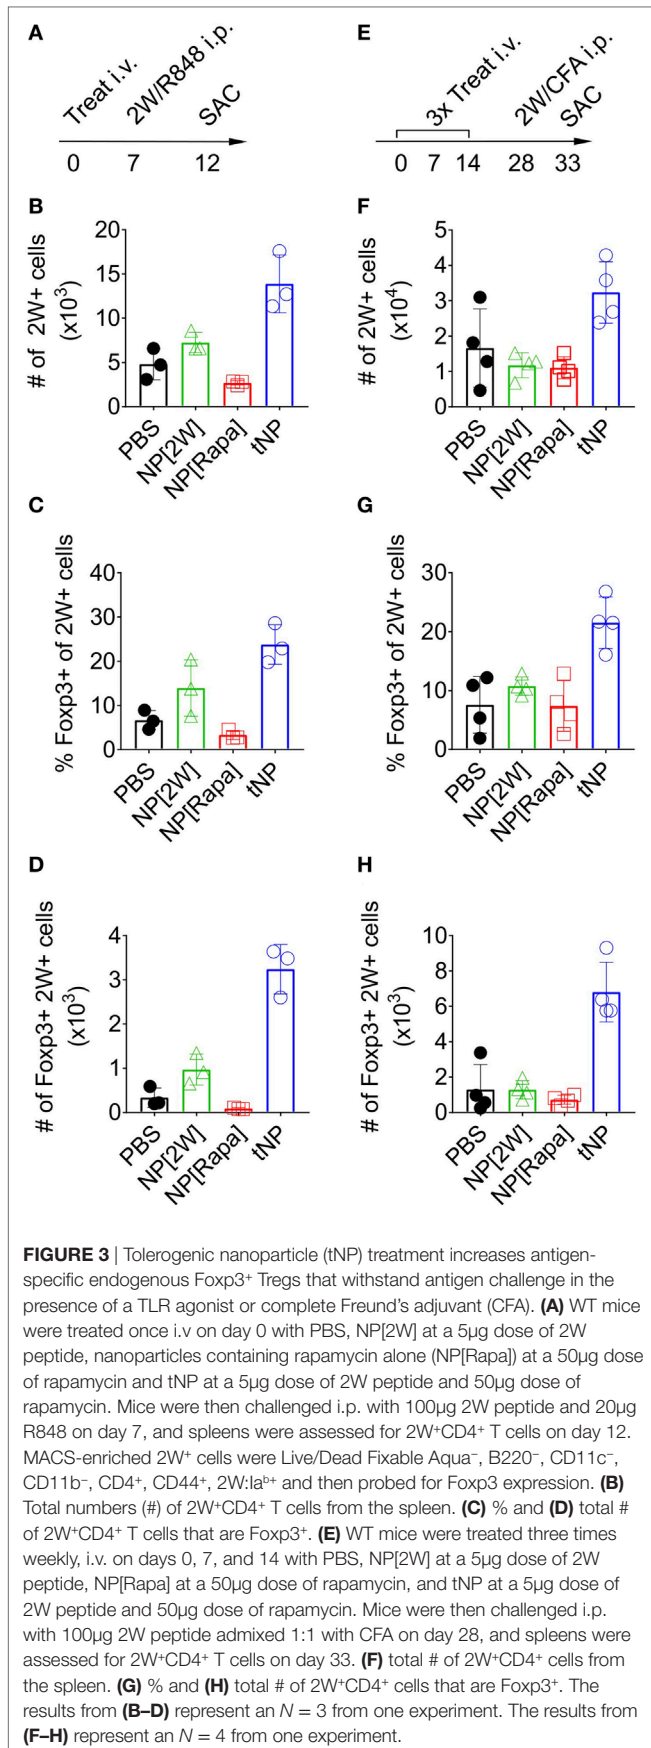 A
Treat i.v.
2W/R848 i.p.
SAC
0 7 12
E
3x Treat i.v.
2W/CFA i.p.
SAC
0 7 14 28 33
B
# of 2W+ cells
(x10³)
20
15
10
5
0
PBS
NP[2W]
NP[Rapa]
tNP
F
# of 2W+ cells
(x10⁴)
5
4
3
2
1
0
PBS
NP[2W]
NP[Rapa]
tNP
C
% Foxp3+ of 2W+ cells
40
30
20
10
0
PBS
NP[2W]
NP[Rapa]
tNP
G
% Foxp3+ of 2W+ cells
30
20
10
0
PBS
NP[2W]
NP[Rapa]
tNP
D
# of Foxp3+ 2W+ cells
(x10³)
4
3
1
0
PBS
NP[2W]
NP[Rapa]
tNP
H
# of Foxp3+ 2W+ cells
(x10³)
10
8
6
4
2
0
PBS
NP[2W]
NP[Rapa]
tNP
FIGURE 3 | Tolerogenic nanoparticle (tNP) treatment increases antigen-
specific endogenous Foxp3⁺ Tregs that withstand antigen challenge in the
presence of a TLR agonist or complete Freund's adjuvant (CFA). (A) WT mice
were treated once i.v on day 0 with PBS, NP[2W] at a 5µg dose of 2W
peptide, nanoparticles containing rapamycin alone (NP[Rapa]) at a 50µg dose
of rapamycin and tNP at a 5µg dose of 2W peptide and 50µg dose of
rapamycin. Mice were then challenged i.p. with 100µg 2W peptide and 20µg
R848 on day 7, and spleens were assessed for 2W⁺CD4⁺ T cells on day 12.
MACS-enriched 2W⁺ cells were Live/Dead Fixable Aqua⁻, B220⁻, CD11c⁻,
CD11b⁻, CD4⁺, CD44⁺, 2W:Iaᵇ⁺ and then probed for Foxp3 expression. (B)
Total numbers (#) of 2W⁺CD4⁺ T cells from the spleen. (C) % and (D) total #
of 2W⁺CD4⁺ T cells that are Foxp3⁺. (E) WT mice were treated three times
weekly, i.v. on days 0, 7, and 14 with PBS, NP[2W] at a 5µg dose of 2W
peptide, NP[Rapa] at a 50µg dose of rapamycin, and tNP at a 5µg dose of
2W peptide and 50µg dose of rapamycin. Mice were then challenged i.p.
with 100µg 2W peptide admixed 1:1 with CFA on day 28, and spleens were
assessed for 2W⁺CD4⁺ T cells on day 33. (F) total # of 2W⁺CD4⁺ cells from
the spleen. (G) % and (H) total # of 2W⁺CD4⁺ cells that are Foxp3⁺. The
results from (B–D) represent an N = 3 from one experiment. The results from
(F–H) represent an N = 4 from one experiment.